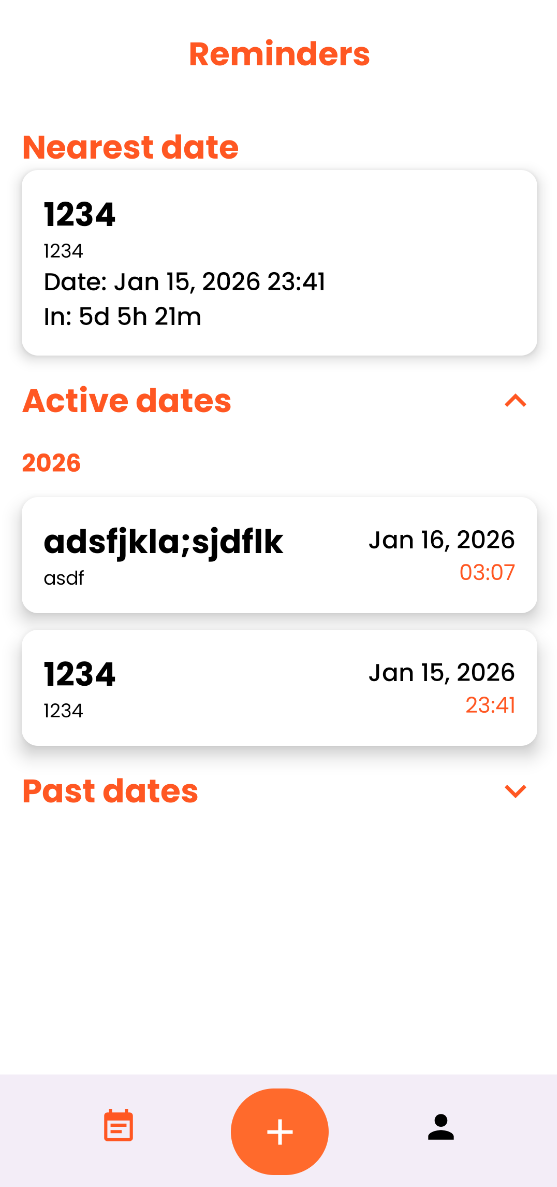 Reminders
Nearest date
1234
1234
Date: Jan 15, 2026 23:41
In: 5d 5h 21m
Active dates
2026
adsfjkla;sjdflk
Jan 16, 2026
asdf
03:07
1234
Jan 15, 2026
1234
23:41
Past dates